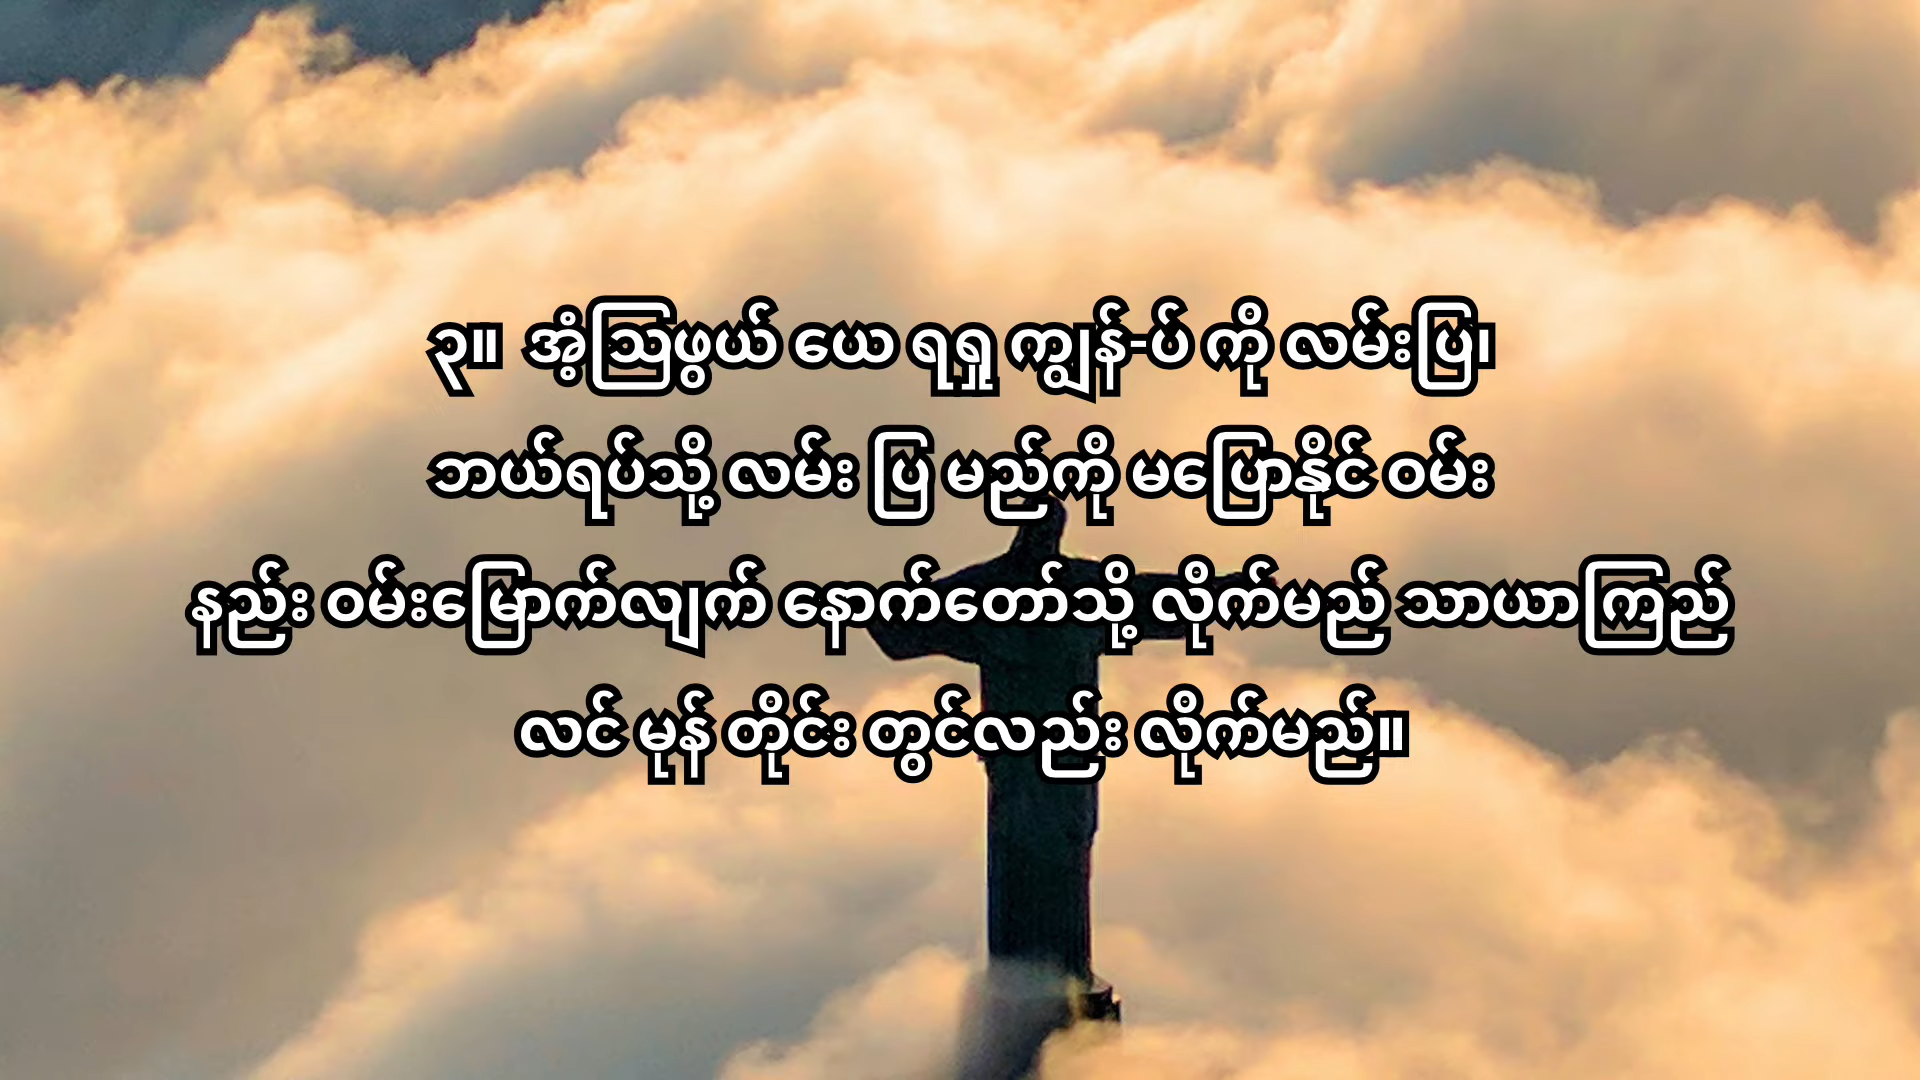 ၃။ အံ့ဩဖွယ် ယေ ရရှု ကျွန်-ပ် ကို လမ်းပြ၊
ဘယ်ရပ်သို့ လမ်း ပြ မည်ကို မပြောနိုင် ဝမ်း
နည်း ဝမ်းမြောက်လျက် နောက်တော်သို့ လိုက်မည် သာယာကြည်
လင် မုန် တိုင်း တွင်လည်း လိုက်မည်။